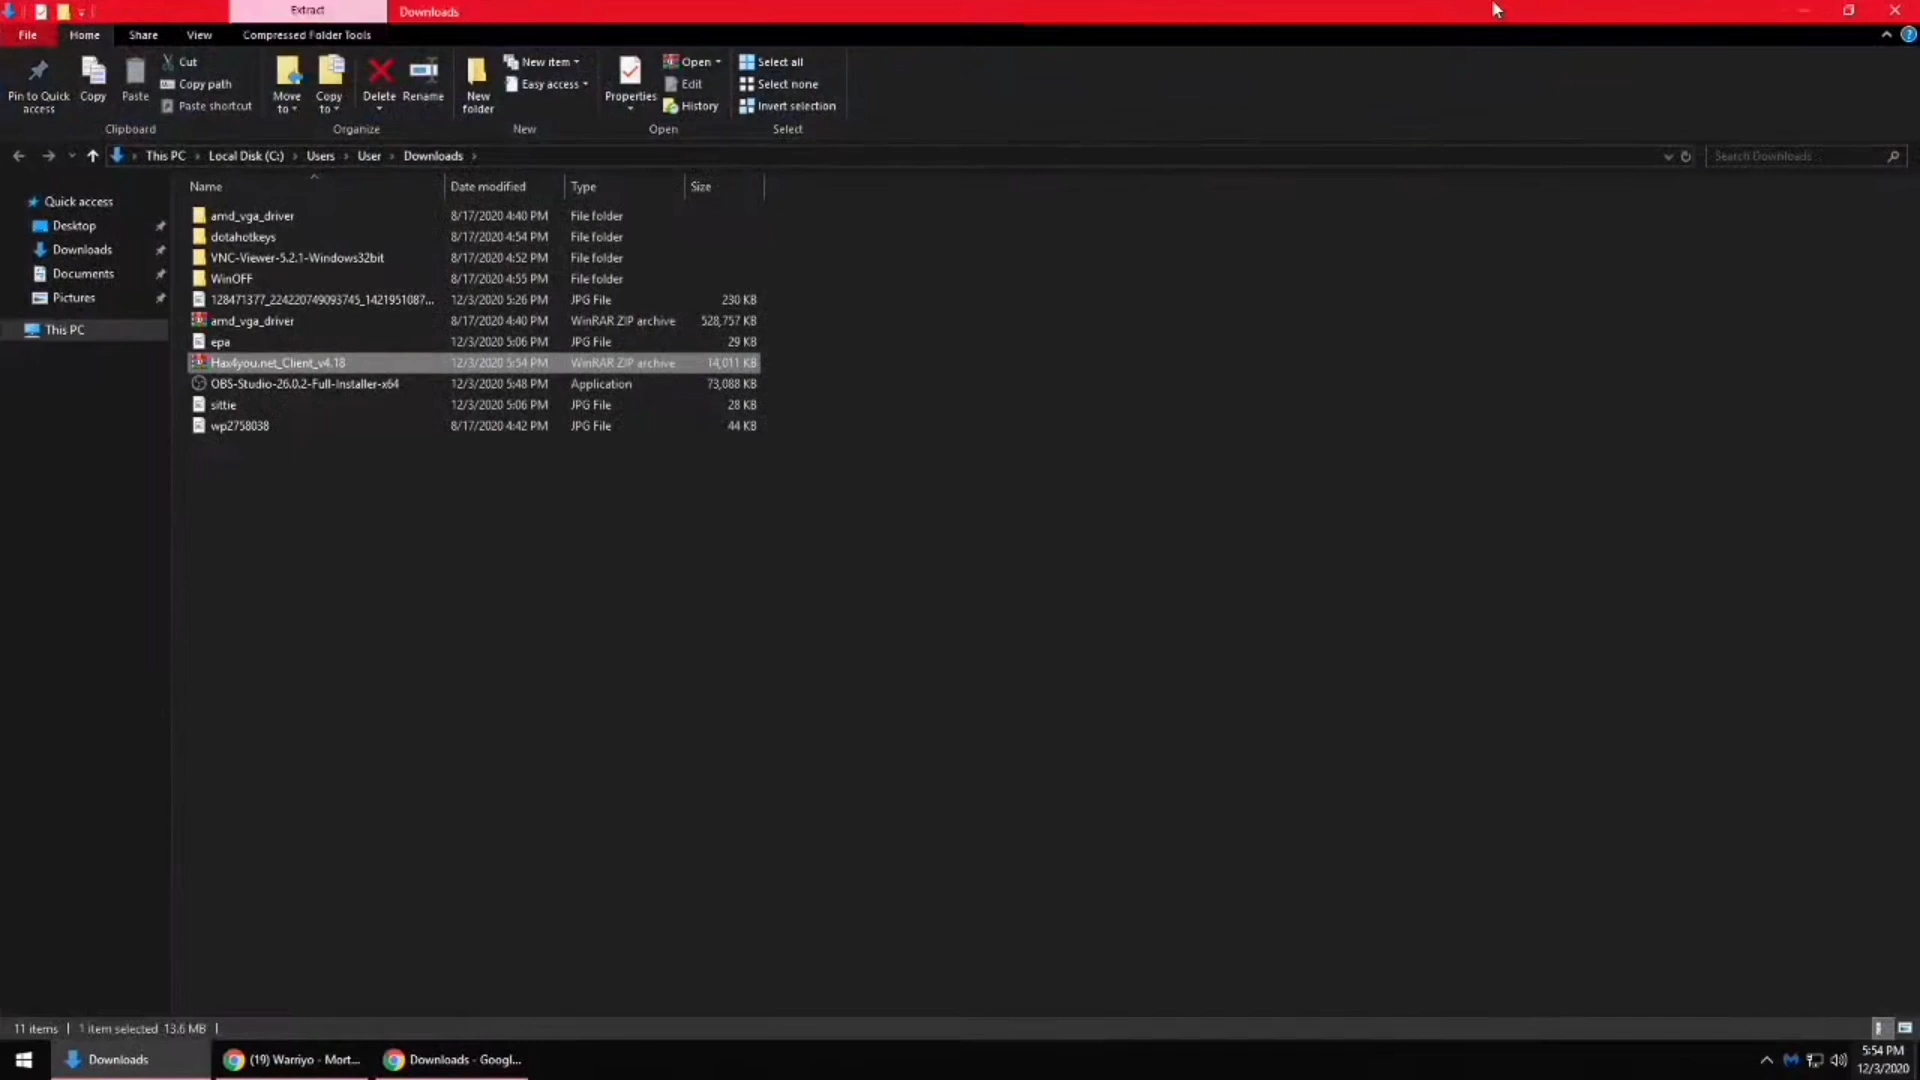 Extract
Downloads
File Home Share View Compressed Folder Tools
Pin to Quick access
Copy
Paste
Cut
Copy path
Paste shortcut
Clipboard
Move to
Copy to
Delete
Rename
Organize
New folder
New item
Easy access
New
Properties
Open
Edit
History
Open
Select all
Select none
Invert selection
Select
This PC › Local Disk (C:) › Users › User › Downloads ›
Search Downloads
Quick access
Desktop
Downloads
Documents
Pictures
This PC
Name Date modified Type Size
amd_vga_driver 8/17/2020 4:40 PM File folder
dotahotkeys 8/17/2020 4:54 PM File folder
VNC-Viewer-5.2.1-Windows32bit 8/17/2020 4:52 PM File folder
WinOFF 8/17/2020 4:55 PM File folder
128471377_224220749093745_1421951087... 12/3/2020 5:26 PM JPG File 230 KB
amd_vga_driver 8/17/2020 4:40 PM WinRAR ZIP archive 528,757 KB
epa 12/3/2020 5:06 PM JPG File 29 KB
Hax4you.net_Client_v4.18 12/3/2020 5:54 PM WinRAR ZIP archive 14,011 KB
OBS-Studio-26.0.2-Full-Installer-x64 12/3/2020 5:48 PM Application 73,088 KB
sittie 12/3/2020 5:06 PM JPG File 28 KB
wp2758038 8/17/2020 4:42 PM JPG File 44 KB
11 items 1 item selected 13.6 MB
Downloads
(19) Warriyo - Mort...
Downloads - Googl...
5:54 PM
12/3/2020